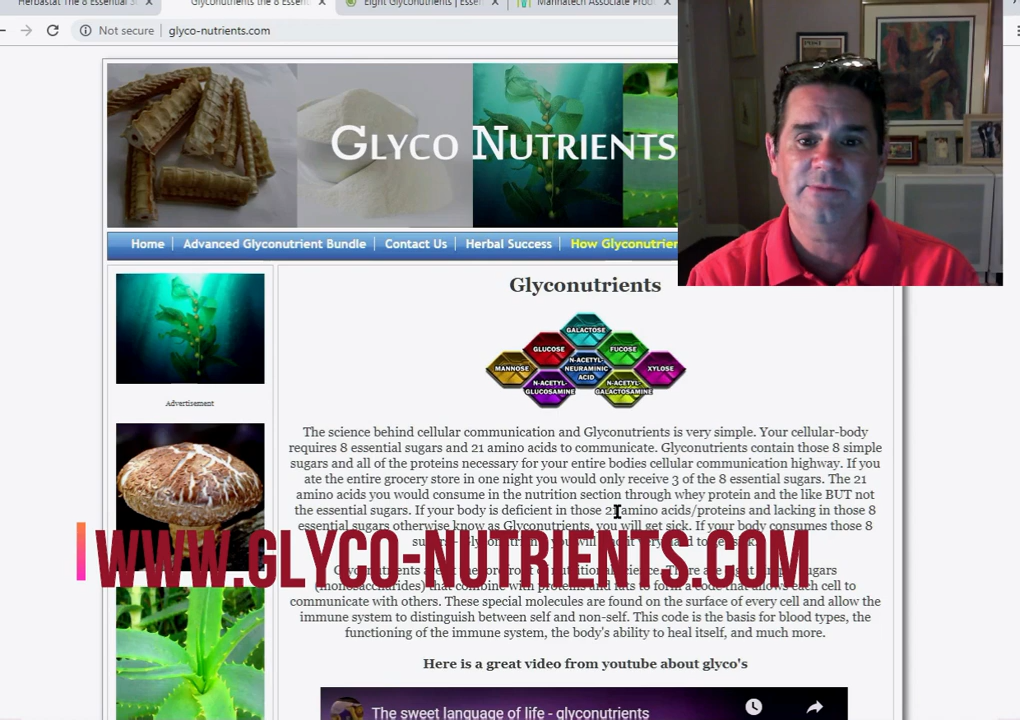 Herbastat The 8 Essential
Glyconutrients the 8 Essen
Eight Glyconutrients | Essen
Mannatech Associate Prod
Not secure | glyco-nutrients.com
GLYCO NUTRIENTS
Home
Advanced Glyconutrient Bundle
Contact Us
Herbal Success
How Glyconutrien
Glyconutrients
GALACTOSE
GLUCOSE
FUCOSE
MANNOSE
N-ACETYL-
NEURAMINIC
ACID
XYLOSE
N-ACETYL-
GLUCOSAMINE
N-ACETYL-
GALACTOSAMINE
Advertisement
The science behind cellular communication and Glyconutrients is very simple. Your cellular-body
requires 8 essential sugars and 21 amino acids to communicate. Glyconutrients contain those 8 simple
sugars and all of the proteins necessary for your entire bodies cellular communication highway. If you
ate the entire grocery store in one night you would only receive 3 of the 8 essential sugars. The 21
amino acids you would consume in the nutrition section through whey protein and the like BUT not
the essential sugars. If your body is deficient in those 21 amino acids/proteins and lacking in those 8
essential sugars otherwise know as Glyconutrients, you will get sick. If your body consumes those 8
WWW.GLYCO-NUTRIENTS.COM
(monosaccharides) that combine with proteins and fats to form a code that allows each cell to
communicate with others. These special molecules are found on the surface of every cell and allow the
immune system to distinguish between self and non-self. This code is the basis for blood types, the
functioning of the immune system, the body's ability to heal itself, and much more.
Here is a great video from youtube about glyco's
The sweet language of life - glyconutrients